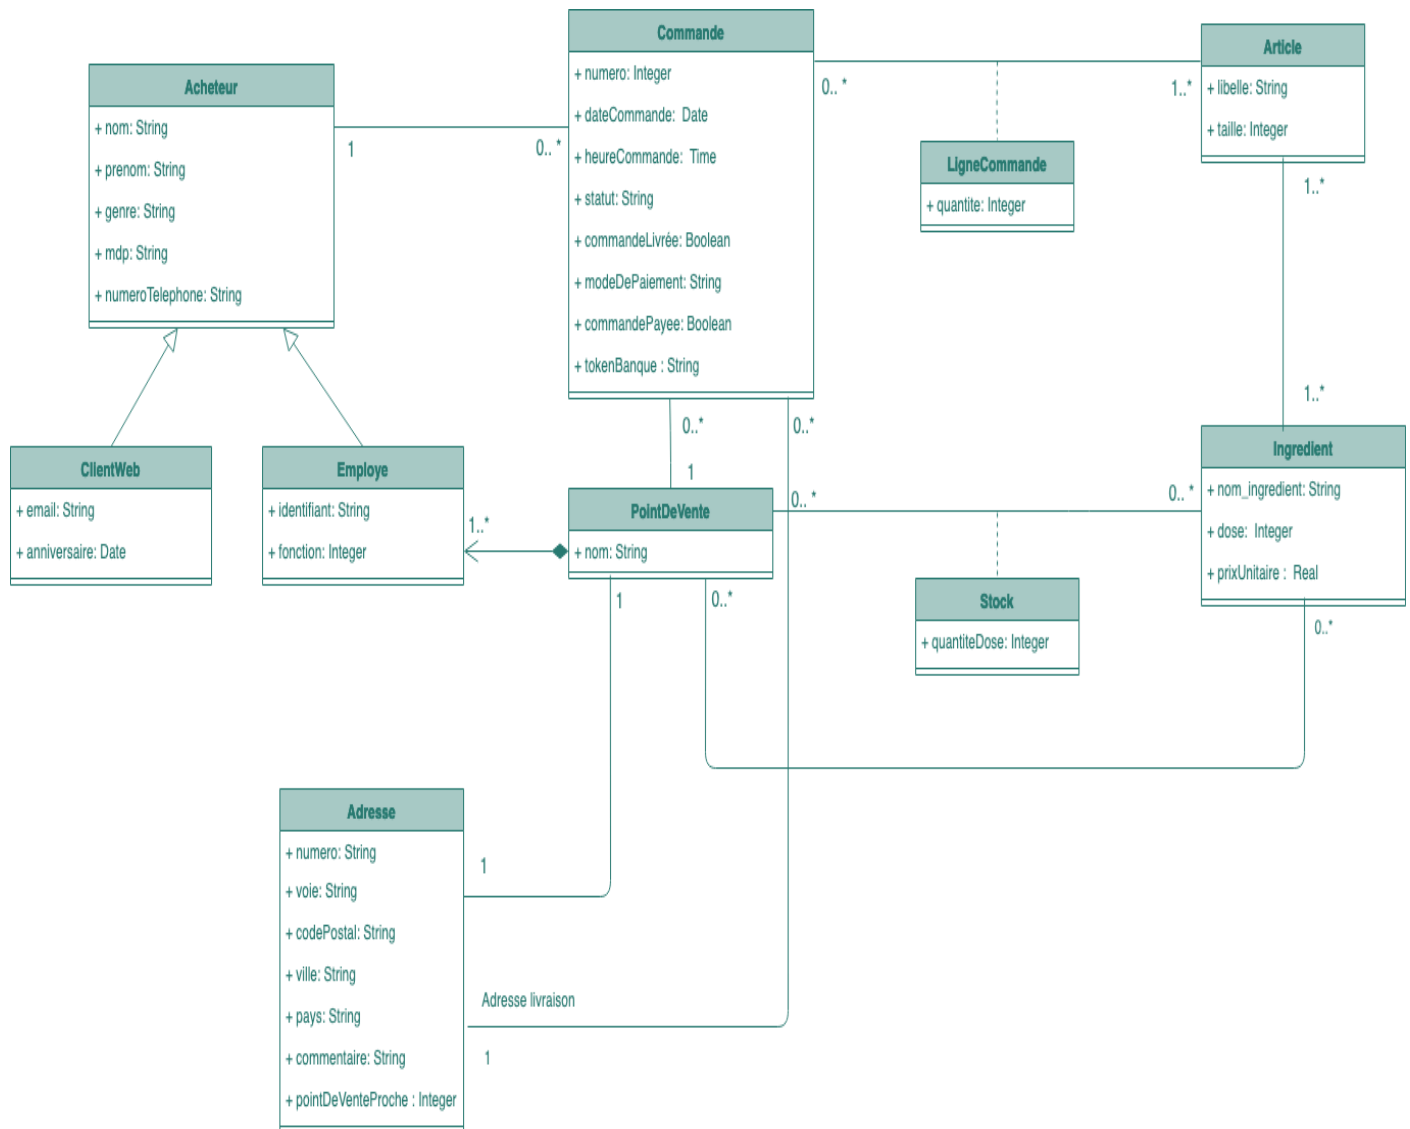 Acheteur
+ nom: String
+ prenom: String
+ genre: String
+ mdp: String
+ numeroTelephone: String
1
0.. *
Commande
+ numero: Integer
+ dateCommande: Date
+ heureCommande: Time
+ statut: String
+ commandeLivrée: Boolean
+ modeDePaiement: String
+ commandePayee: Boolean
+ tokenBanque : String
0.. *
1..*
LigneCommande
+ quantite: Integer
Article
+ libelle: String
+ taille: Integer
1..*
1..*
ClientWeb
+ email: String
+ anniversaire: Date
Employe
+ identifiant: String
+ fonction: Integer
1..*
0..*
1
0..*
PointDeVente
+ nom: String
0.. *
0.. *
Stock
+ quantiteDose: Integer
Ingredient
+ nom_ingredient: String
+ dose: Integer
+ prixUnitaire : Real
1
0..*
0..*
Adresse
+ numero: String
+ voie: String
+ codePostal: String
+ ville: String
+ pays: String
+ commentaire: String
+ pointDeVenteProche : Integer
1
Adresse livraison
1